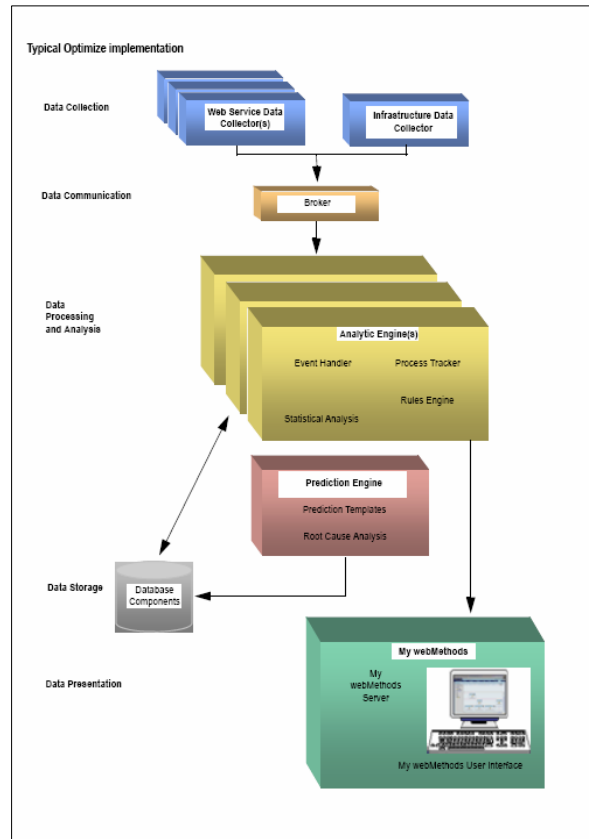 Typical Optimize implementation
Data Collection
Web Service Data
Collector(s)
Infrastructure Data
Collector
Data Communication
Broker
Data
Processing
and Analysis
Analytic Engine(s)
Event Handler
Process Tracker
Rules Engine
Statistical Analysis
Prediction Engine
Prediction Templates
Root Cause Analysis
Data Storage
Database
Components
My webMethods
My
webMethods
Server
Data Presentation
My webMethods User Interface